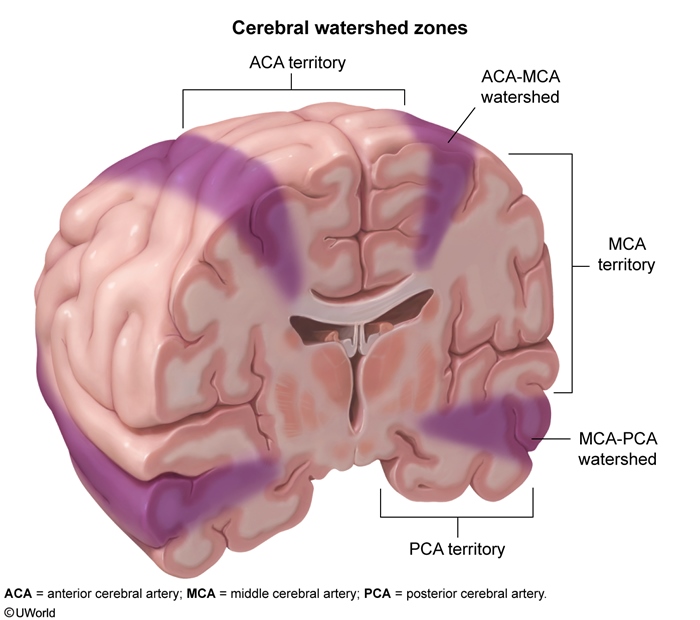 Cerebral watershed zones
ACA territory
ACA-MCA
watershed
MCA
territory
MCA-PCA
watershed
PCA territory
ACA = anterior cerebral artery; MCA = middle cerebral artery; PCA = posterior cerebral artery.
©UWorld